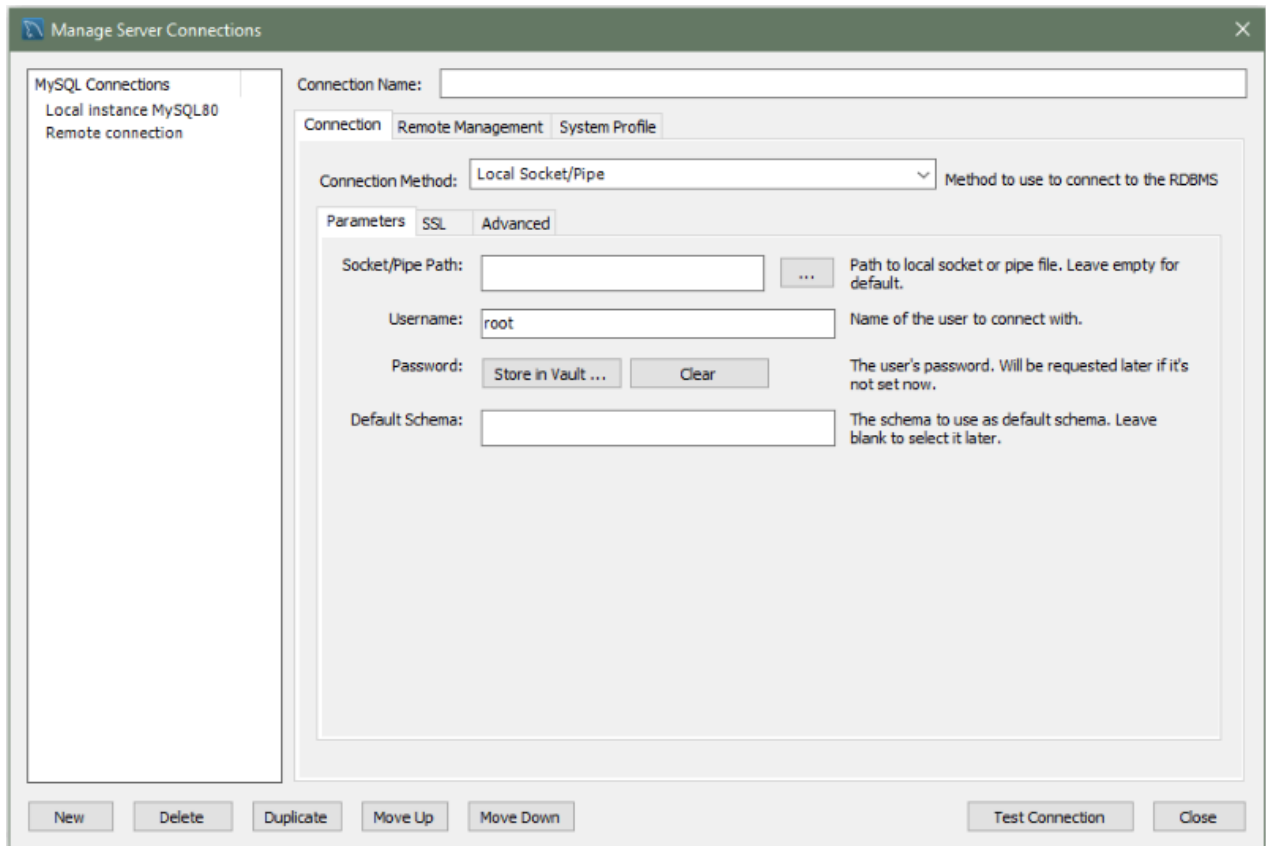 Manage Server Connections
MySQL Connections
Local instance MySQL80
Remote connection
Connection Name:
Connection Remote Management System Profile
Connection Method: Local Socket/Pipe Method to use to connect to the RDBMS
Parameters SSL Advanced
Socket/Pipe Path: ... Path to local socket or pipe file. Leave empty for
default.
Username: root Name of the user to connect with.
Password: Store in Vault ... Clear The user's password. Will be requested later if it's
not set now.
Default Schema: The schema to use as default schema. Leave
blank to select it later.
New Delete Duplicate Move Up Move Down Test Connection Close